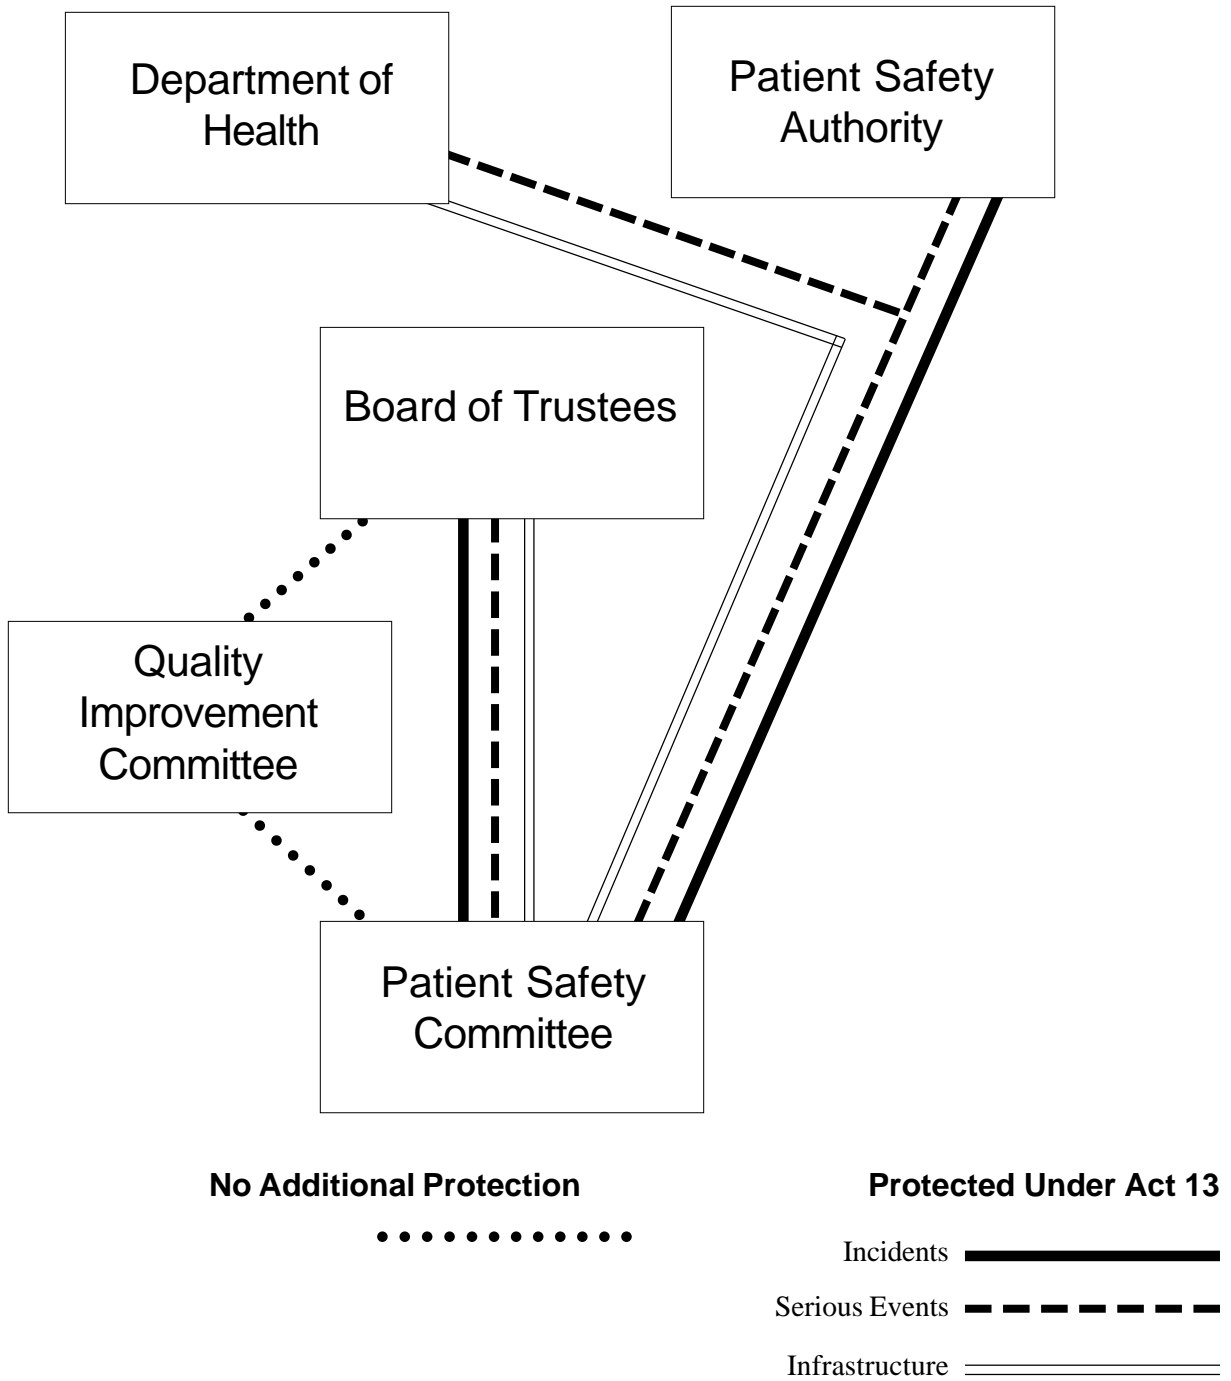 Department of
Health
Patient Safety
Authority
Board of Trustees
Quality
Improvement
Committee
Patient Safety
Committee
No Additional Protection
Protected Under Act 13
Incidents
Serious Events
Infrastructure